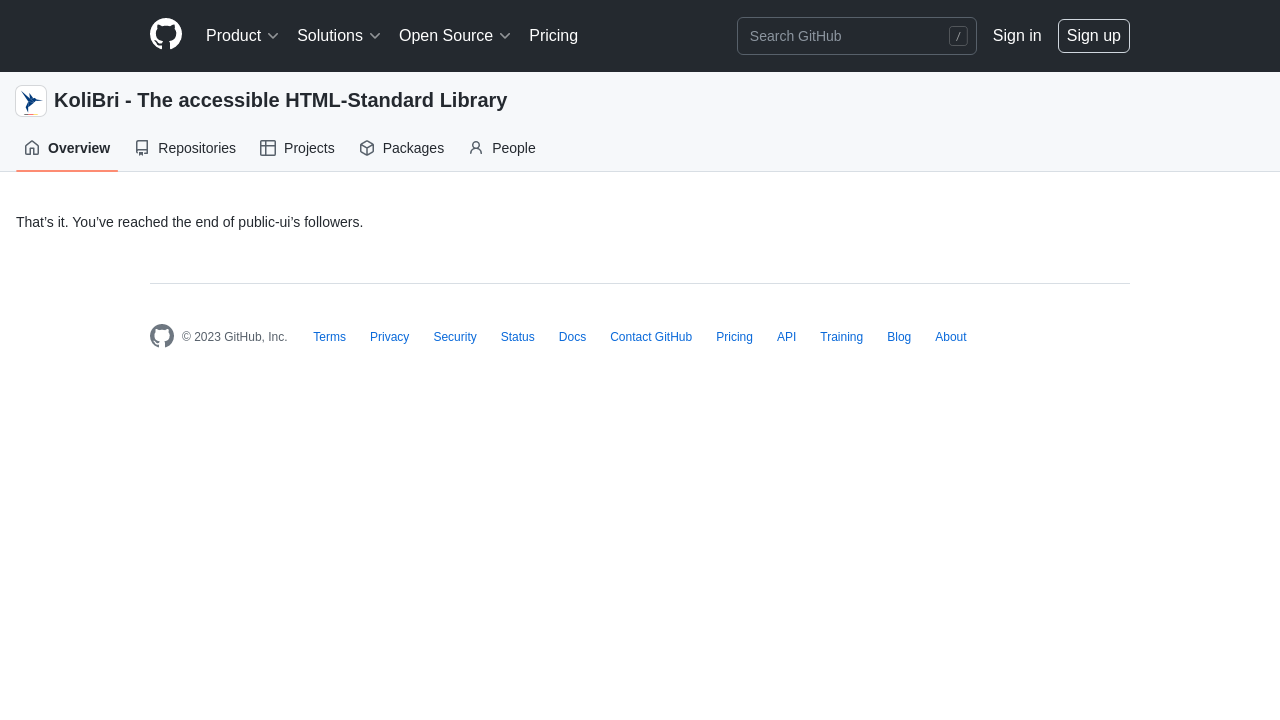 Product Solutions Open Source Pricing Search GitHub / Sign in Sign up
KoliBri - The accessible HTML-Standard Library
Overview Repositories Projects Packages People
That’s it. You’ve reached the end of public-ui’s followers.
© 2023 GitHub, Inc. Terms Privacy Security Status Docs Contact GitHub Pricing API Training Blog About